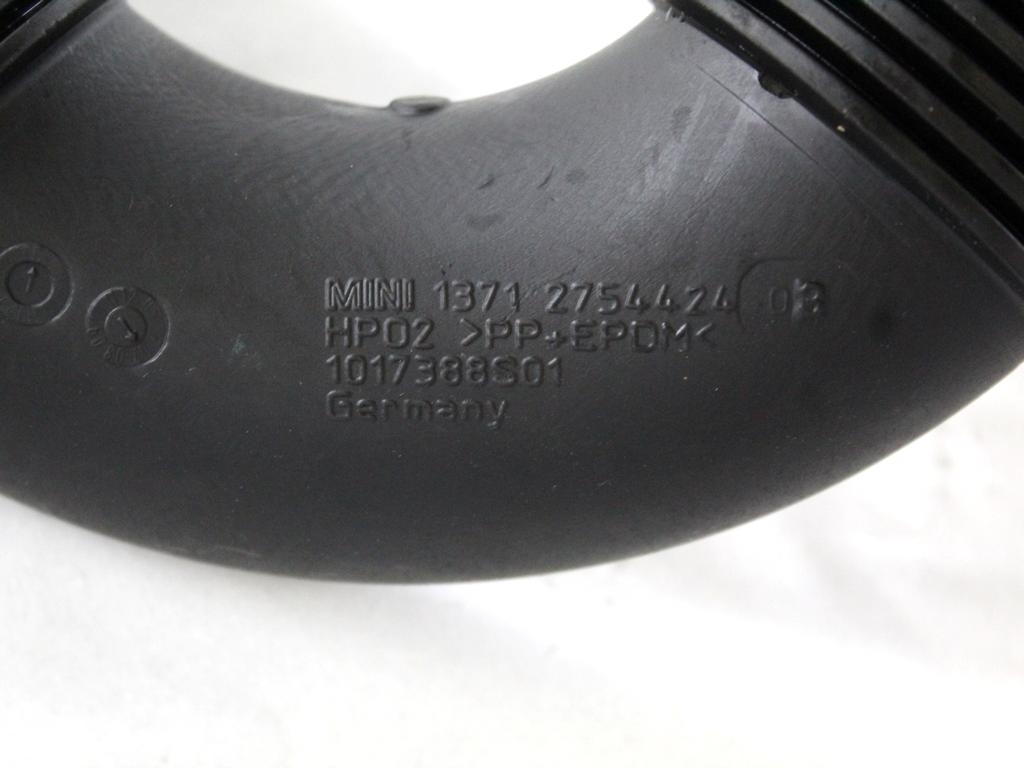 MINI 1371 2754424 03
HP02 >PP+EPDM<
1017388S01
Germany